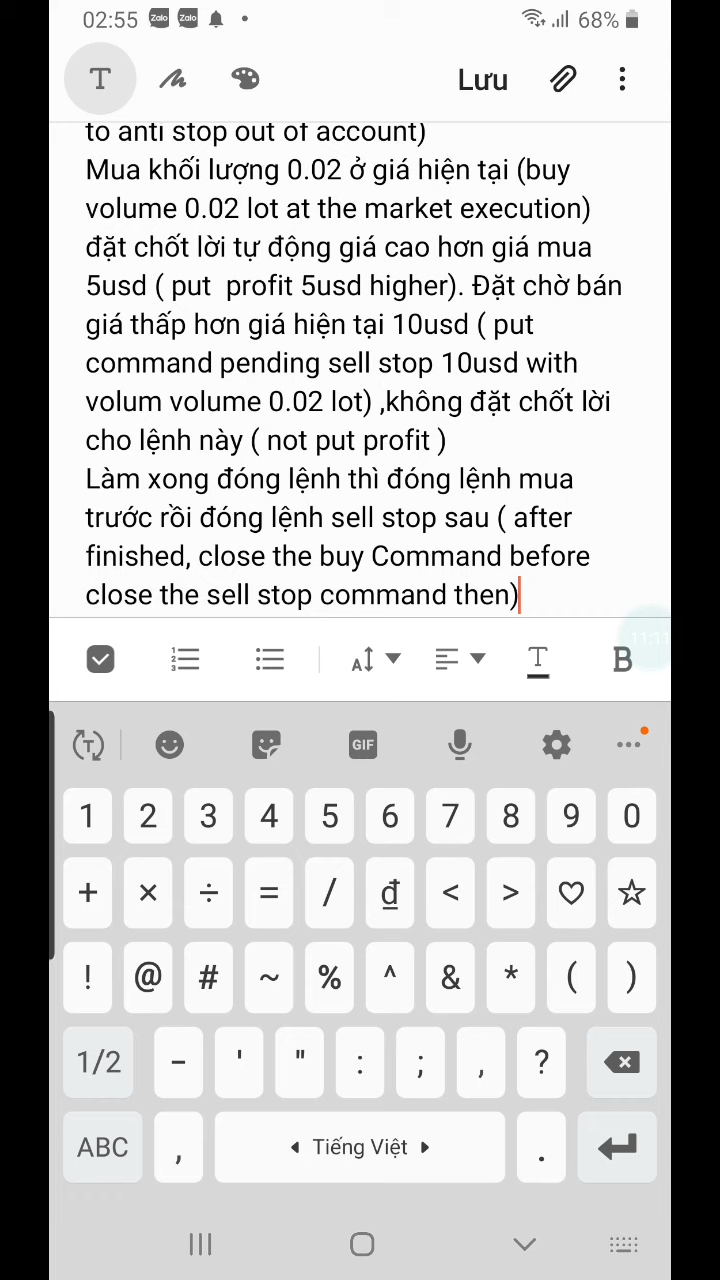 02:55 Zalo Zalo 68%
T Lưu
to anti stop out of account)
Mua khối lượng 0.02 ở giá hiện tại (buy
volume 0.02 lot at the market execution)
đặt chốt lời tự động giá cao hơn giá mua
5usd ( put  profit 5usd higher). Đặt chờ bán
giá thấp hơn giá hiện tại 10usd ( put
command pending sell stop 10usd with
volum volume 0.02 lot) ,không đặt chốt lời
cho lệnh này ( not put profit )
Làm xong đóng lệnh thì đóng lệnh mua
trước rồi đóng lệnh sell stop sau ( after
finished, close the buy Command before
close the sell stop command then)
11:11
A T B
T GIF
1 2 3 4 5 6 7 8 9 0
+ × ÷ = / ₫ < > ♡ ☆
! @ # ~ % ^ & * ( )
1/2 - ' " : ; , ?
ABC , Tiếng Việt .